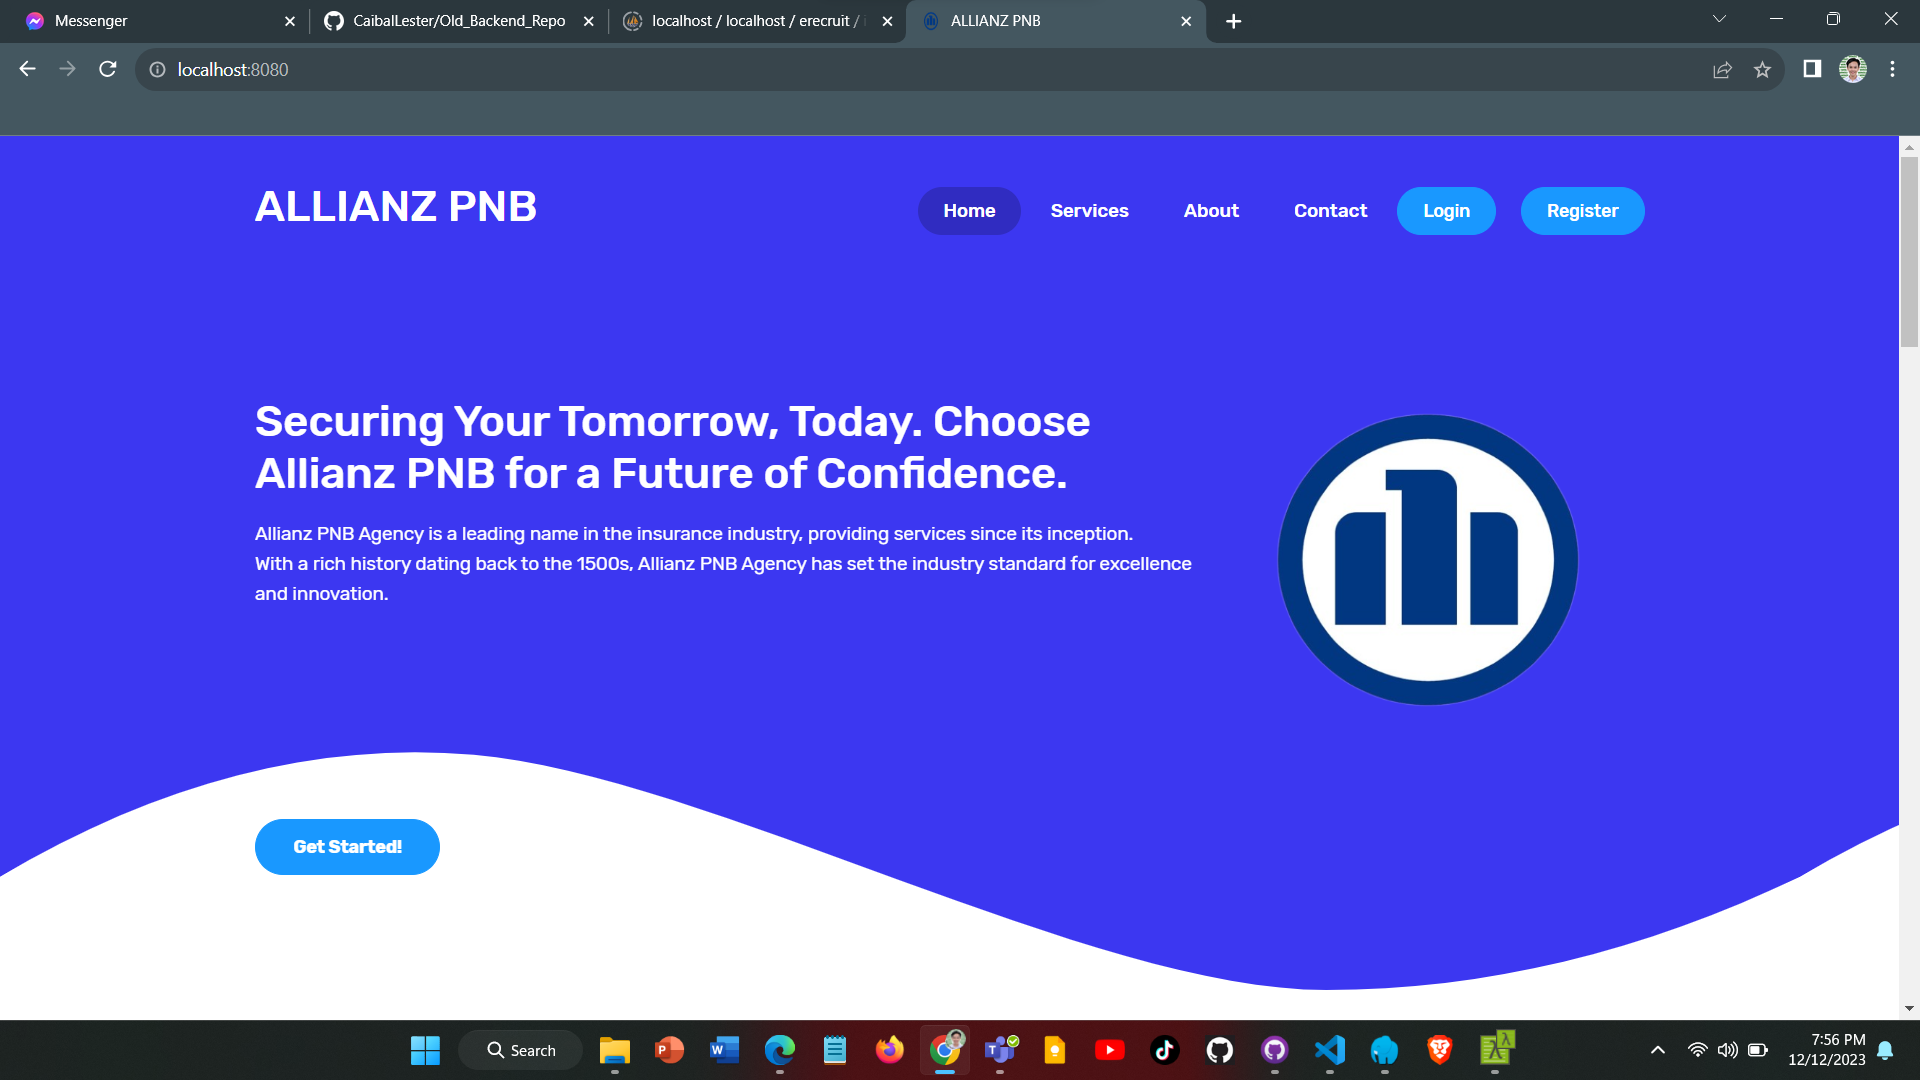 Messenger
CaibalLester/Old_Backend_Repo
localhost / localhost / erecruit /
ALLIANZ PNB
localhost:8080
ALLIANZ PNB
Home
Services
About
Contact
Login
Register
Securing Your Tomorrow, Today. Choose
Allianz PNB for a Future of Confidence.
Allianz PNB Agency is a leading name in the insurance industry, providing services since its inception.
With a rich history dating back to the 1500s, Allianz PNB Agency has set the industry standard for excellence
and innovation.
Get Started!
Search
7:56 PM
12/12/2023